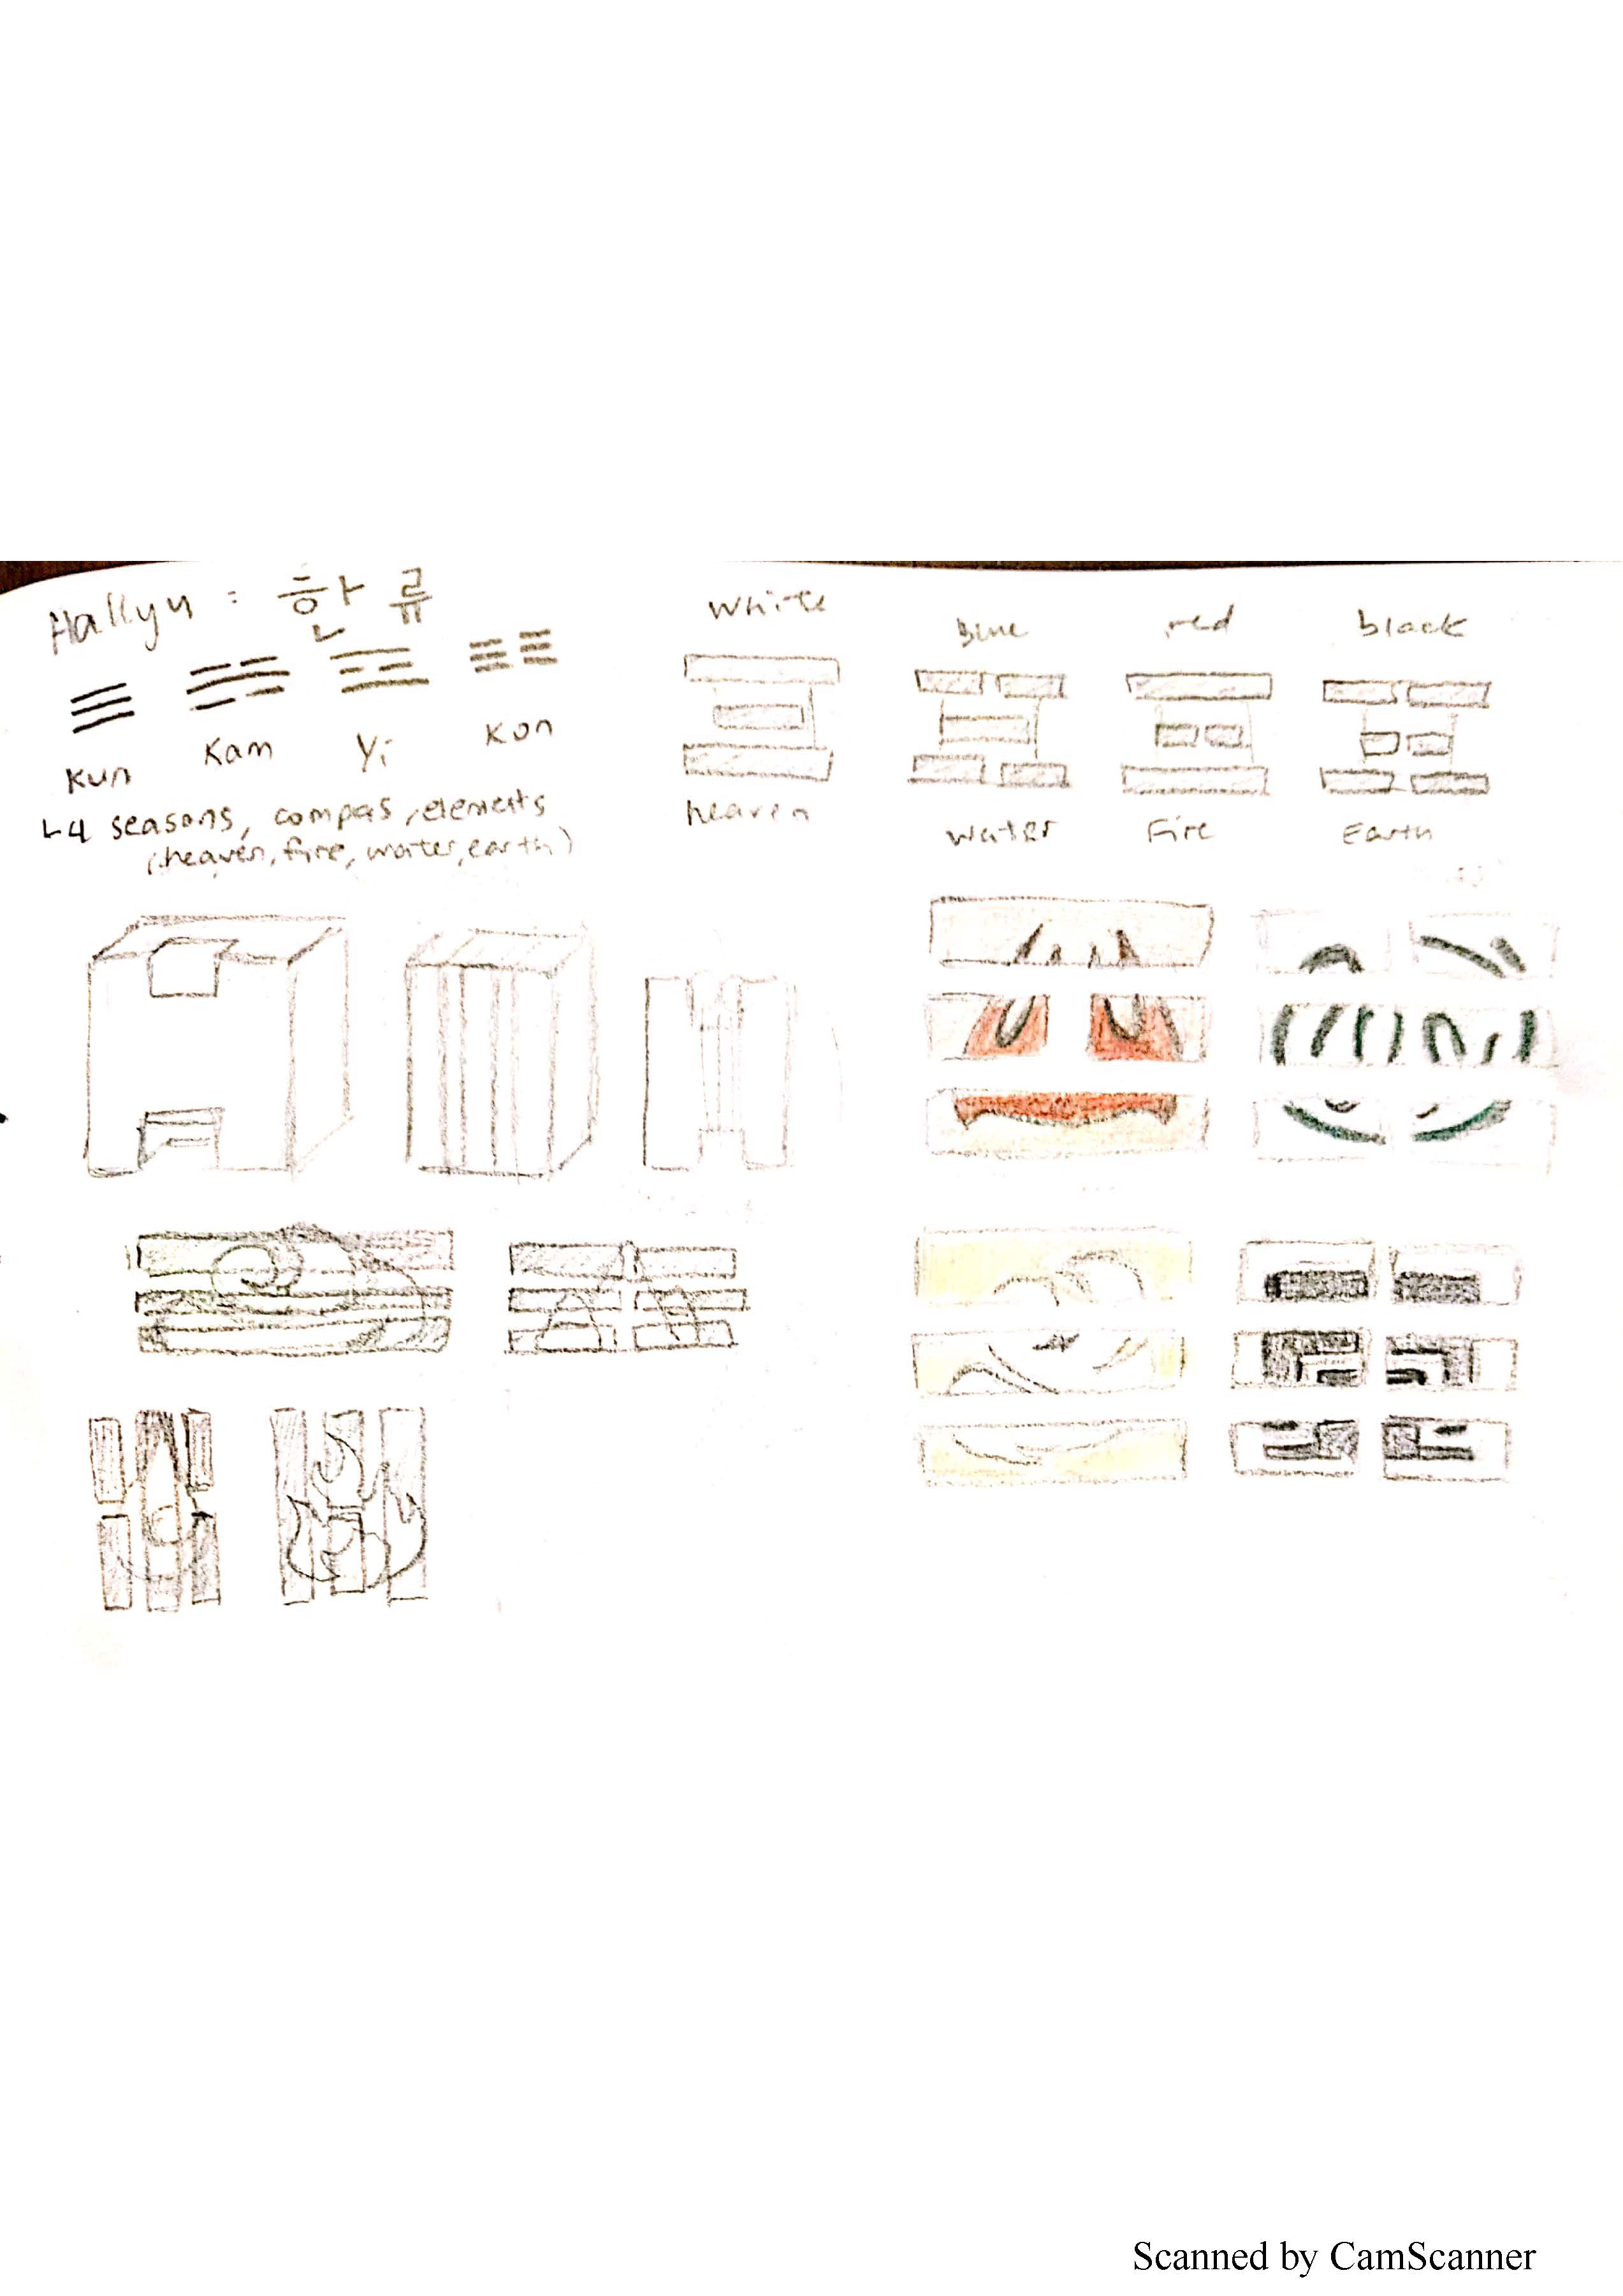 Hallyu : 한류
Kun Kam Yi Kon
4 seasons, compas, elements
(heaven, fire, water, earth)
white Blue red black
heaven water Fire Earth
Scanned by CamScanner